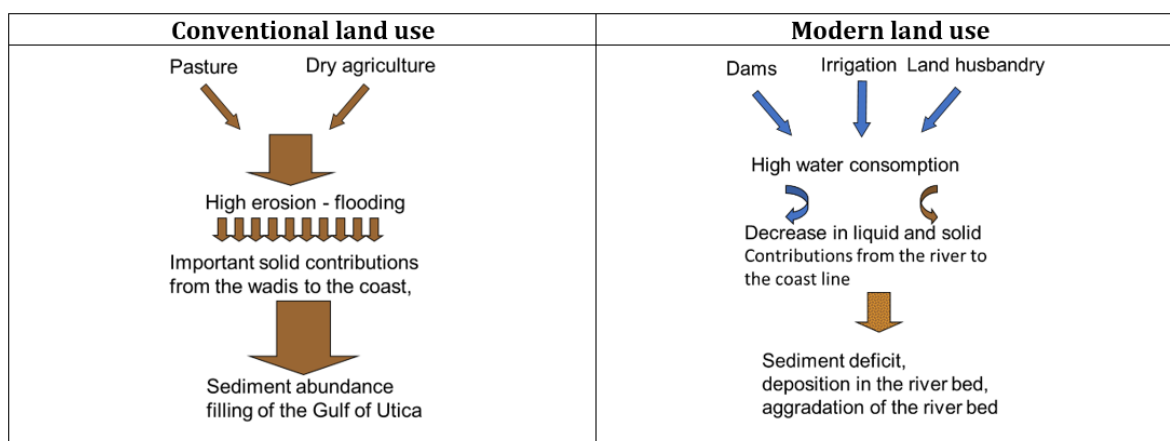 Conventional land use
Pasture
Dry agriculture
High erosion - flooding
Important solid contributions
from the wadis to the coast,
Sediment abundance
filling of the Gulf of Utica
Modern land use
Dams
Irrigation
Land husbandry
High water consomption
Decrease in liquid and solid
Contributions from the river to
the coast line
Sediment deficit,
deposition in the river bed,
aggradation of the river bed